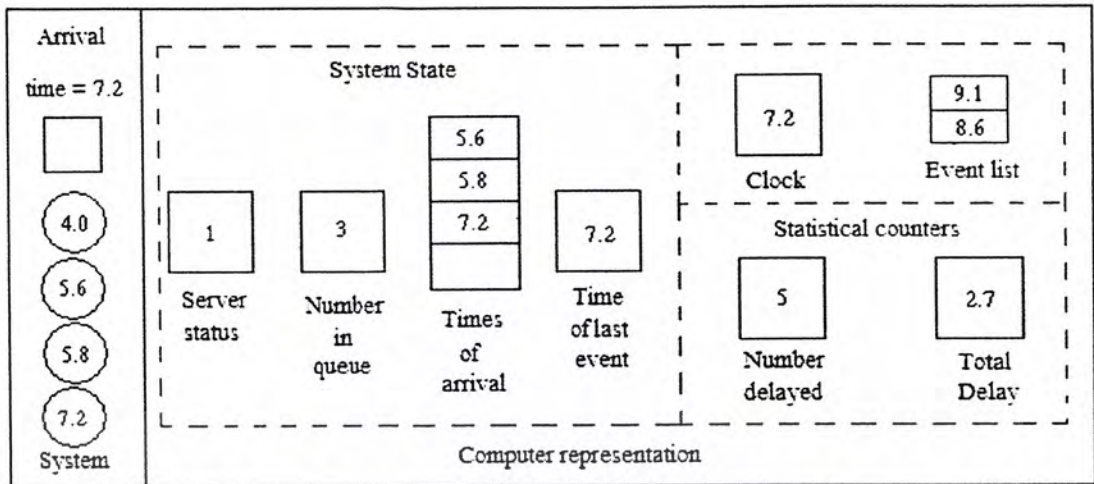 Arrival
time = 7.2
4.0
5.6
5.8
7.2
System
System State
1
Server
status
3
Number
in
queue
5.6
5.8
7.2
Times
of
arrival
7.2
Time
of last
event
7.2
Clock
9.1
8.6
Event list
Statistical counters
5
Number
delayed
2.7
Total
Delay
Computer representation